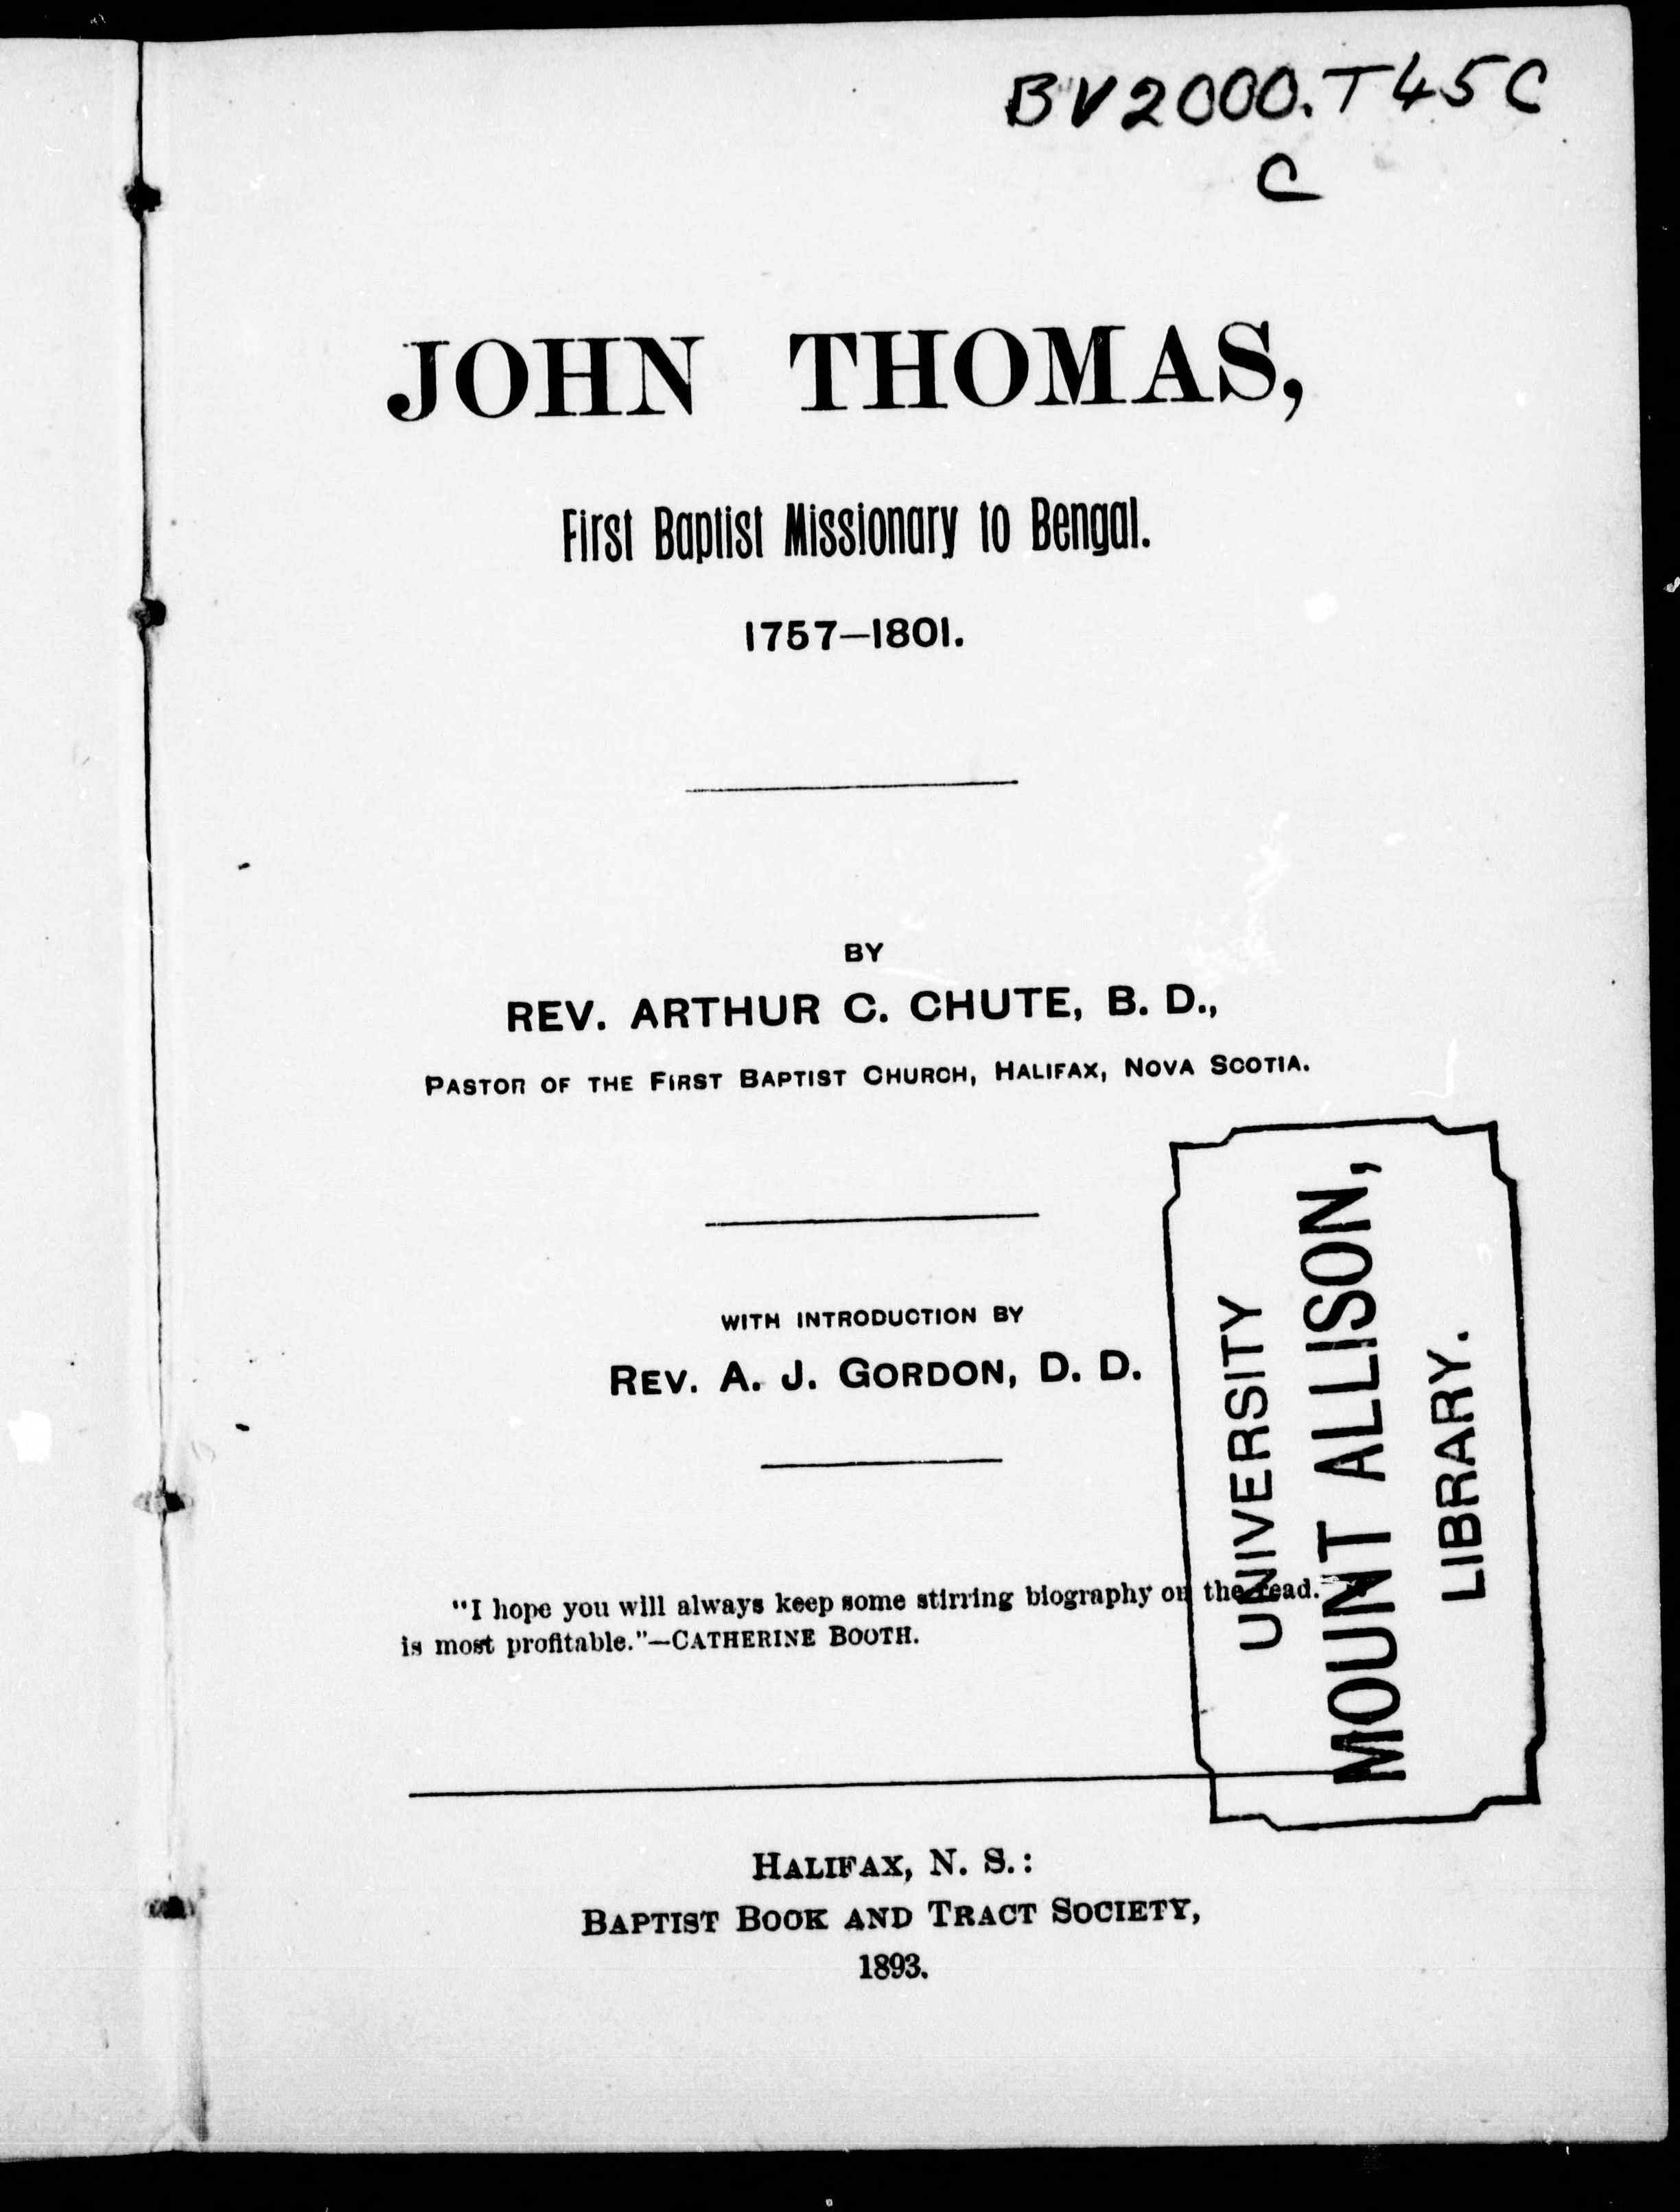 BV2000.T45C
C
JOHN THOMAS,
First Baptist Missionary to Bengal.
1757–1801.
BY
REV. ARTHUR C. CHUTE, B. D.,
PASTOR OF THE FIRST BAPTIST CHURCH, HALIFAX, NOVA SCOTIA.
WITH INTRODUCTION BY
REV. A. J. GORDON, D. D.
"I hope you will always keep some stirring biography on the
is most profitable."—CATHERINE BOOTH.
UNIVERSITY
MOUNT ALLISON,
LIBRARY.
HALIFAX, N. S.:
BAPTIST BOOK AND TRACT SOCIETY,
1893.